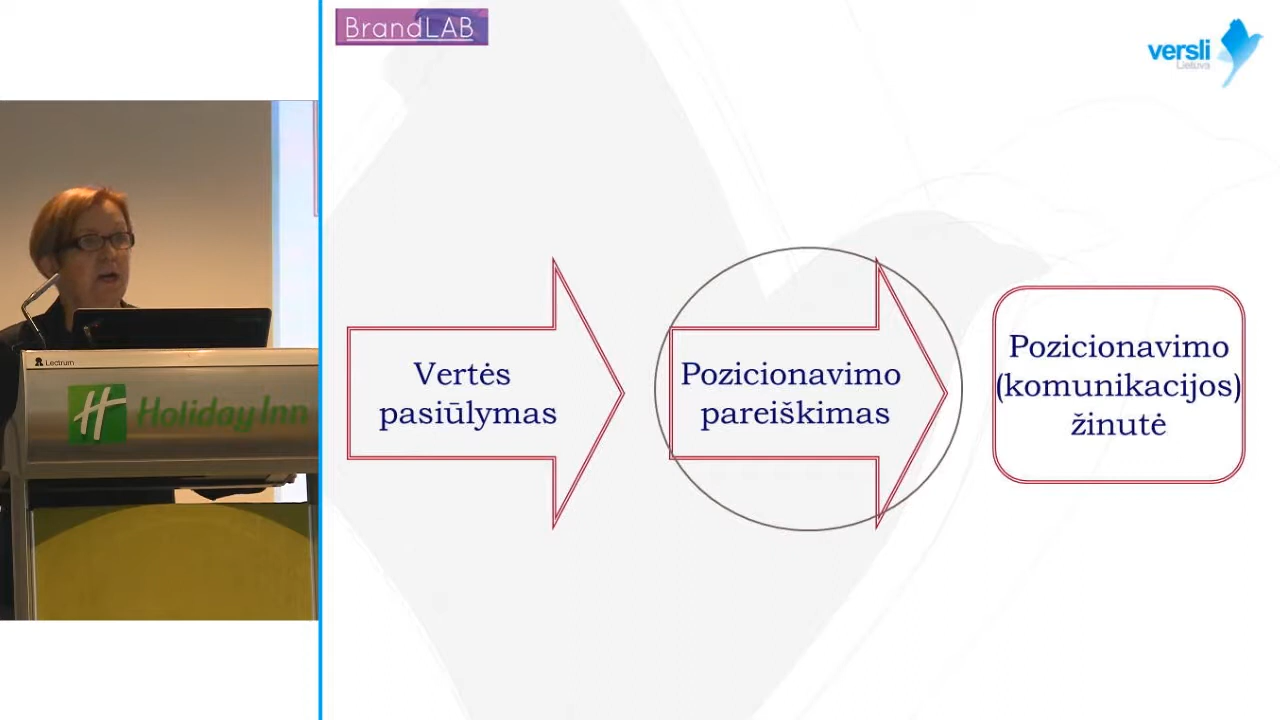 BrandLAB
versli
Lietuva
Lectrum
Holiday Inn
Vertės
pasiūlymas
Pozicionavimo
pareiškimas
Pozicionavimo
(komunikacijos)
žinutė